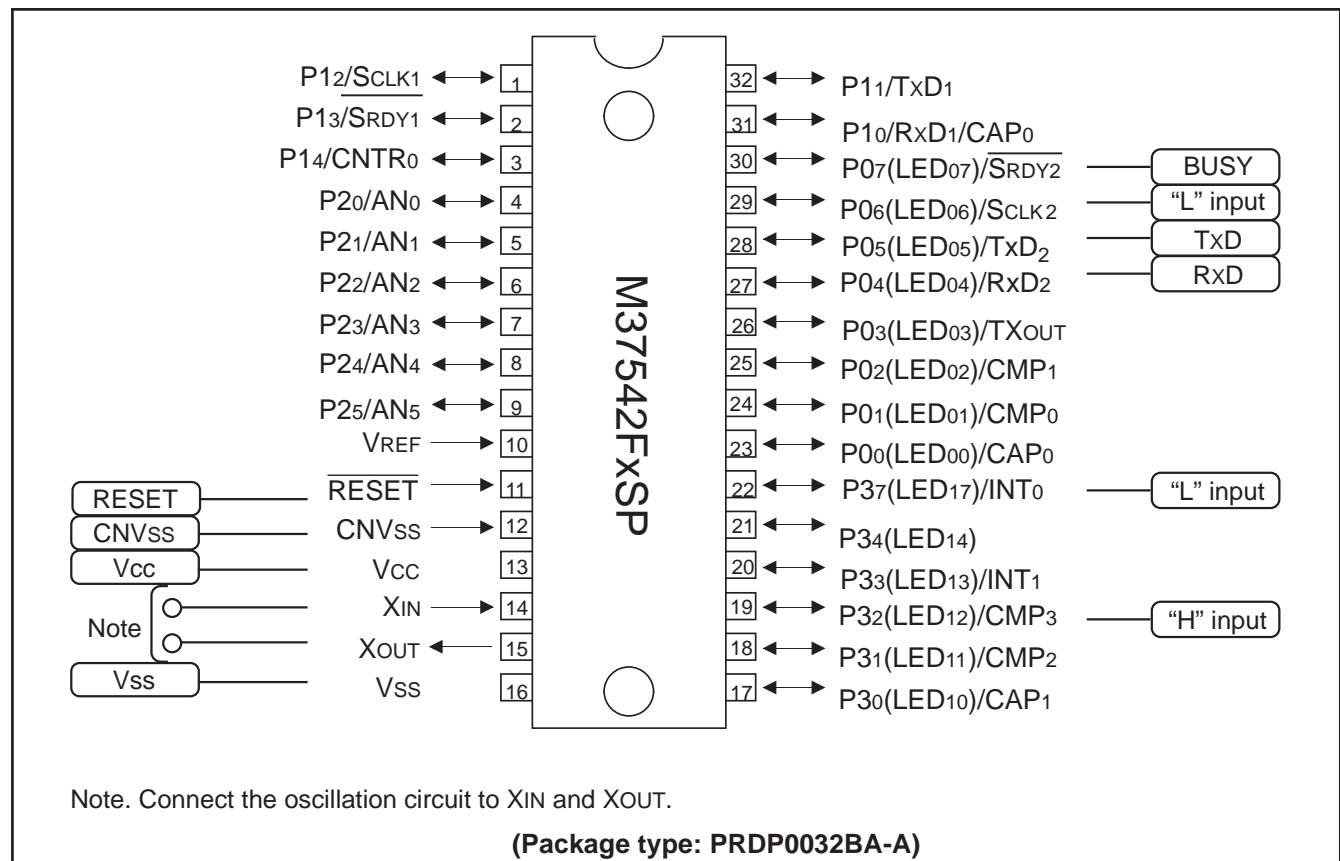 P12/SCLK1 1
P13/SRDY1 2
P14/CNTR0 3
P20/AN0 4
P21/AN1 5
P22/AN2 6
P23/AN3 7
P24/AN4 8
P25/AN5 9
VREF 10
RESET RESET 11
CNVSS CNVSS 12
Vcc VCC 13
Note XIN 14
XOUT 15
Vss VSS 16
M37542FxSP
32 P11/TXD1
31 P10/RXD1/CAP0
30 P07(LED07)/SRDY2 BUSY
29 P06(LED06)/SCLK2 “L” input
28 P05(LED05)/TxD2 TXD
27 P04(LED04)/RxD2 RXD
26 P03(LED03)/TXOUT
25 P02(LED02)/CMP1
24 P01(LED01)/CMP0
23 P00(LED00)/CAP0
22 P37(LED17)/INT0 “L” input
21 P34(LED14)
20 P33(LED13)/INT1
19 P32(LED12)/CMP3 “H” input
18 P31(LED11)/CMP2
17 P30(LED10)/CAP1
Note. Connect the oscillation circuit to XIN and XOUT.
(Package type: PRDP0032BA-A)